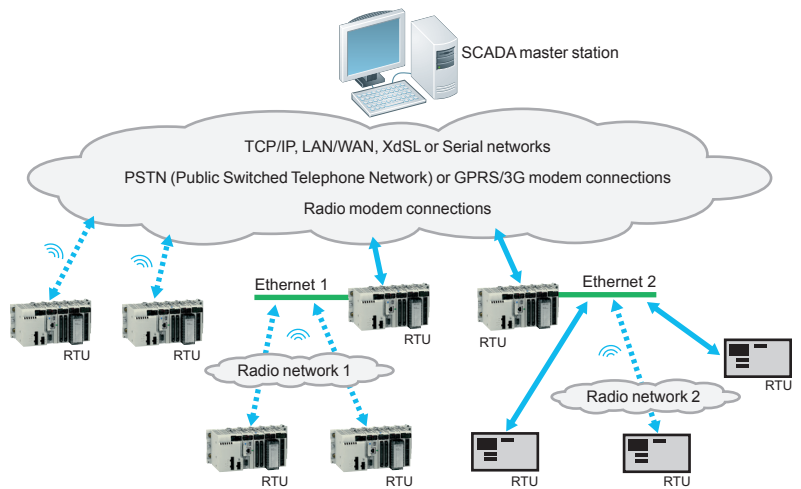 SCADA master station
TCP/IP, LAN/WAN, XdSL or Serial networks
PSTN (Public Switched Telephone Network) or GPRS/3G modem connections
Radio modem connections
Ethernet 1
Ethernet 2
RTU
RTU
RTU
RTU
Radio network 1
RTU
Radio network 2
RTU
RTU
RTU
RTU